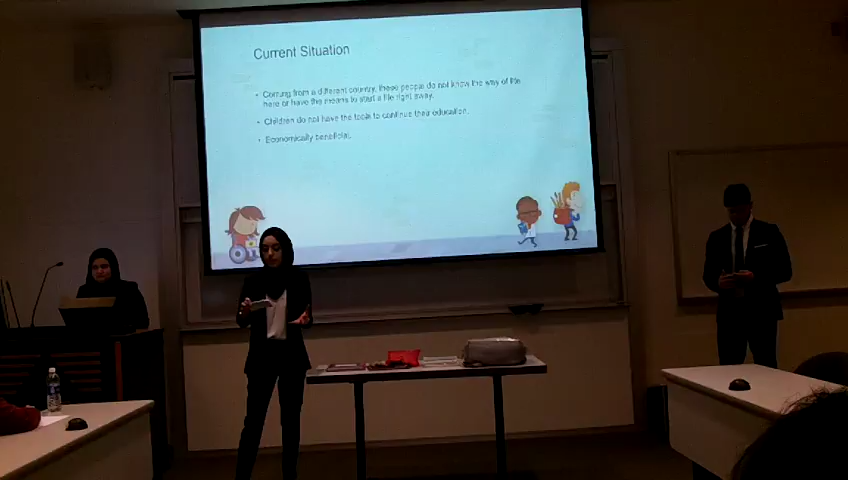 Current Situation
• Coming from a different country, these people do not know the way of life
here or have the means to start a life right away.
• Children do not have the tools to continue their education.
• Economically beneficial.